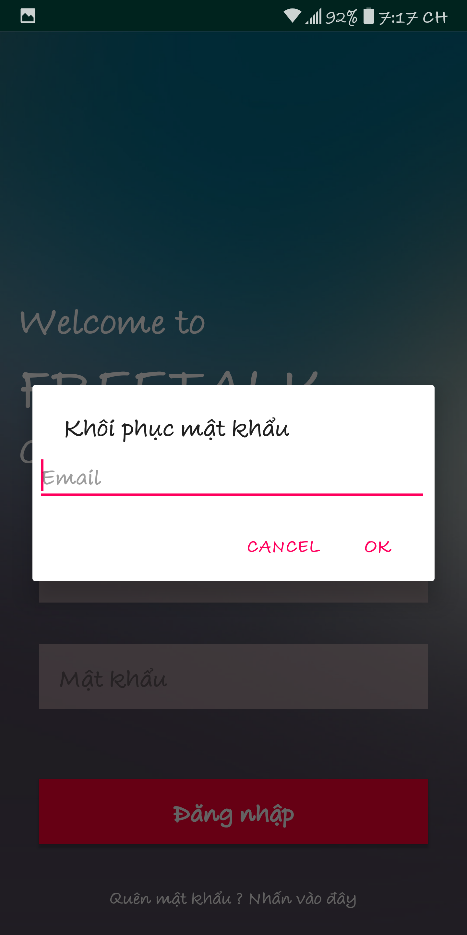 92% 7:17 CH
Welcome to
FREETALK
Khôi phục mật khẩu
Email
CANCEL OK
Mật khẩu
Đăng nhập
Quên mật khẩu ? Nhấn vào đây